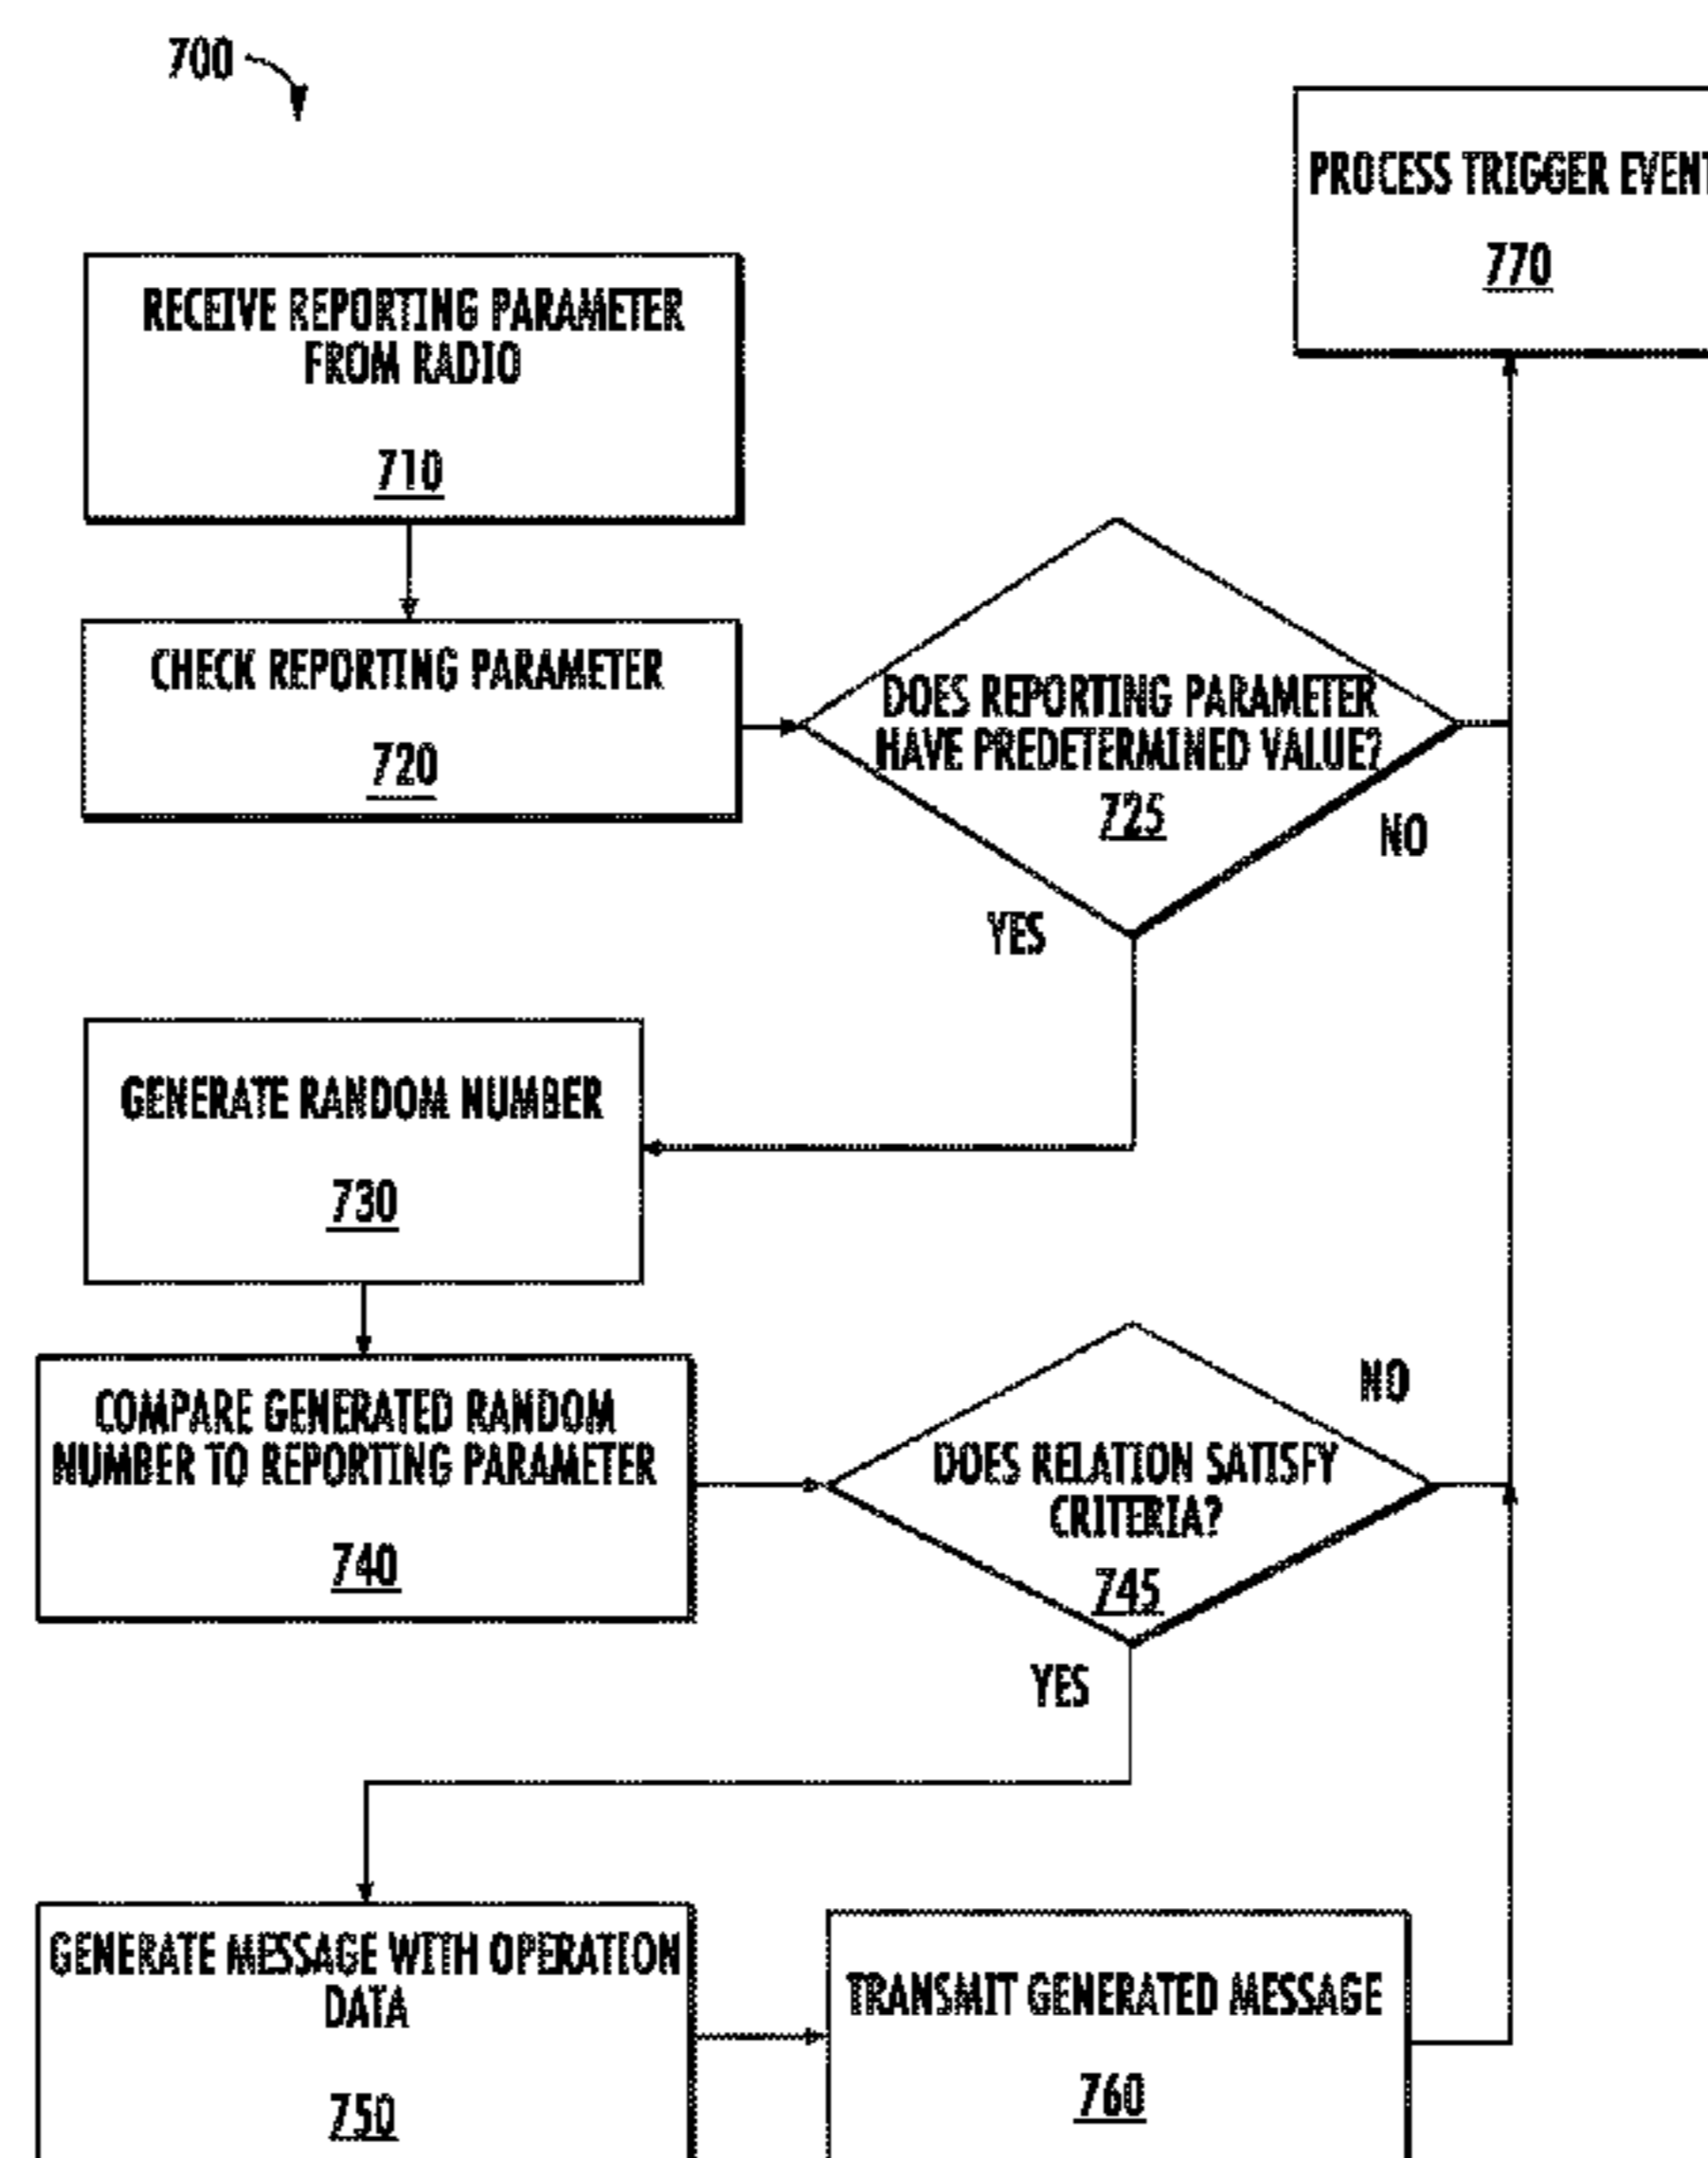 700
PROCESS TRIGGER EVENT
770
RECEIVE REPORTING PARAMETER
FROM RADIO
710
CHECK REPORTING PARAMETER
720
DOES REPORTING PARAMETER
HAVE PREDETERMINED VALUE?
725
NO
YES
GENERATE RANDOM NUMBER
730
COMPARE GENERATED RANDOM
NUMBER TO REPORTING PARAMETER
740
NO
DOES RELATION SATISFY
CRITERIA?
745
YES
GENERATE MESSAGE WITH OPERATION
DATA
750
TRANSMIT GENERATED MESSAGE
760